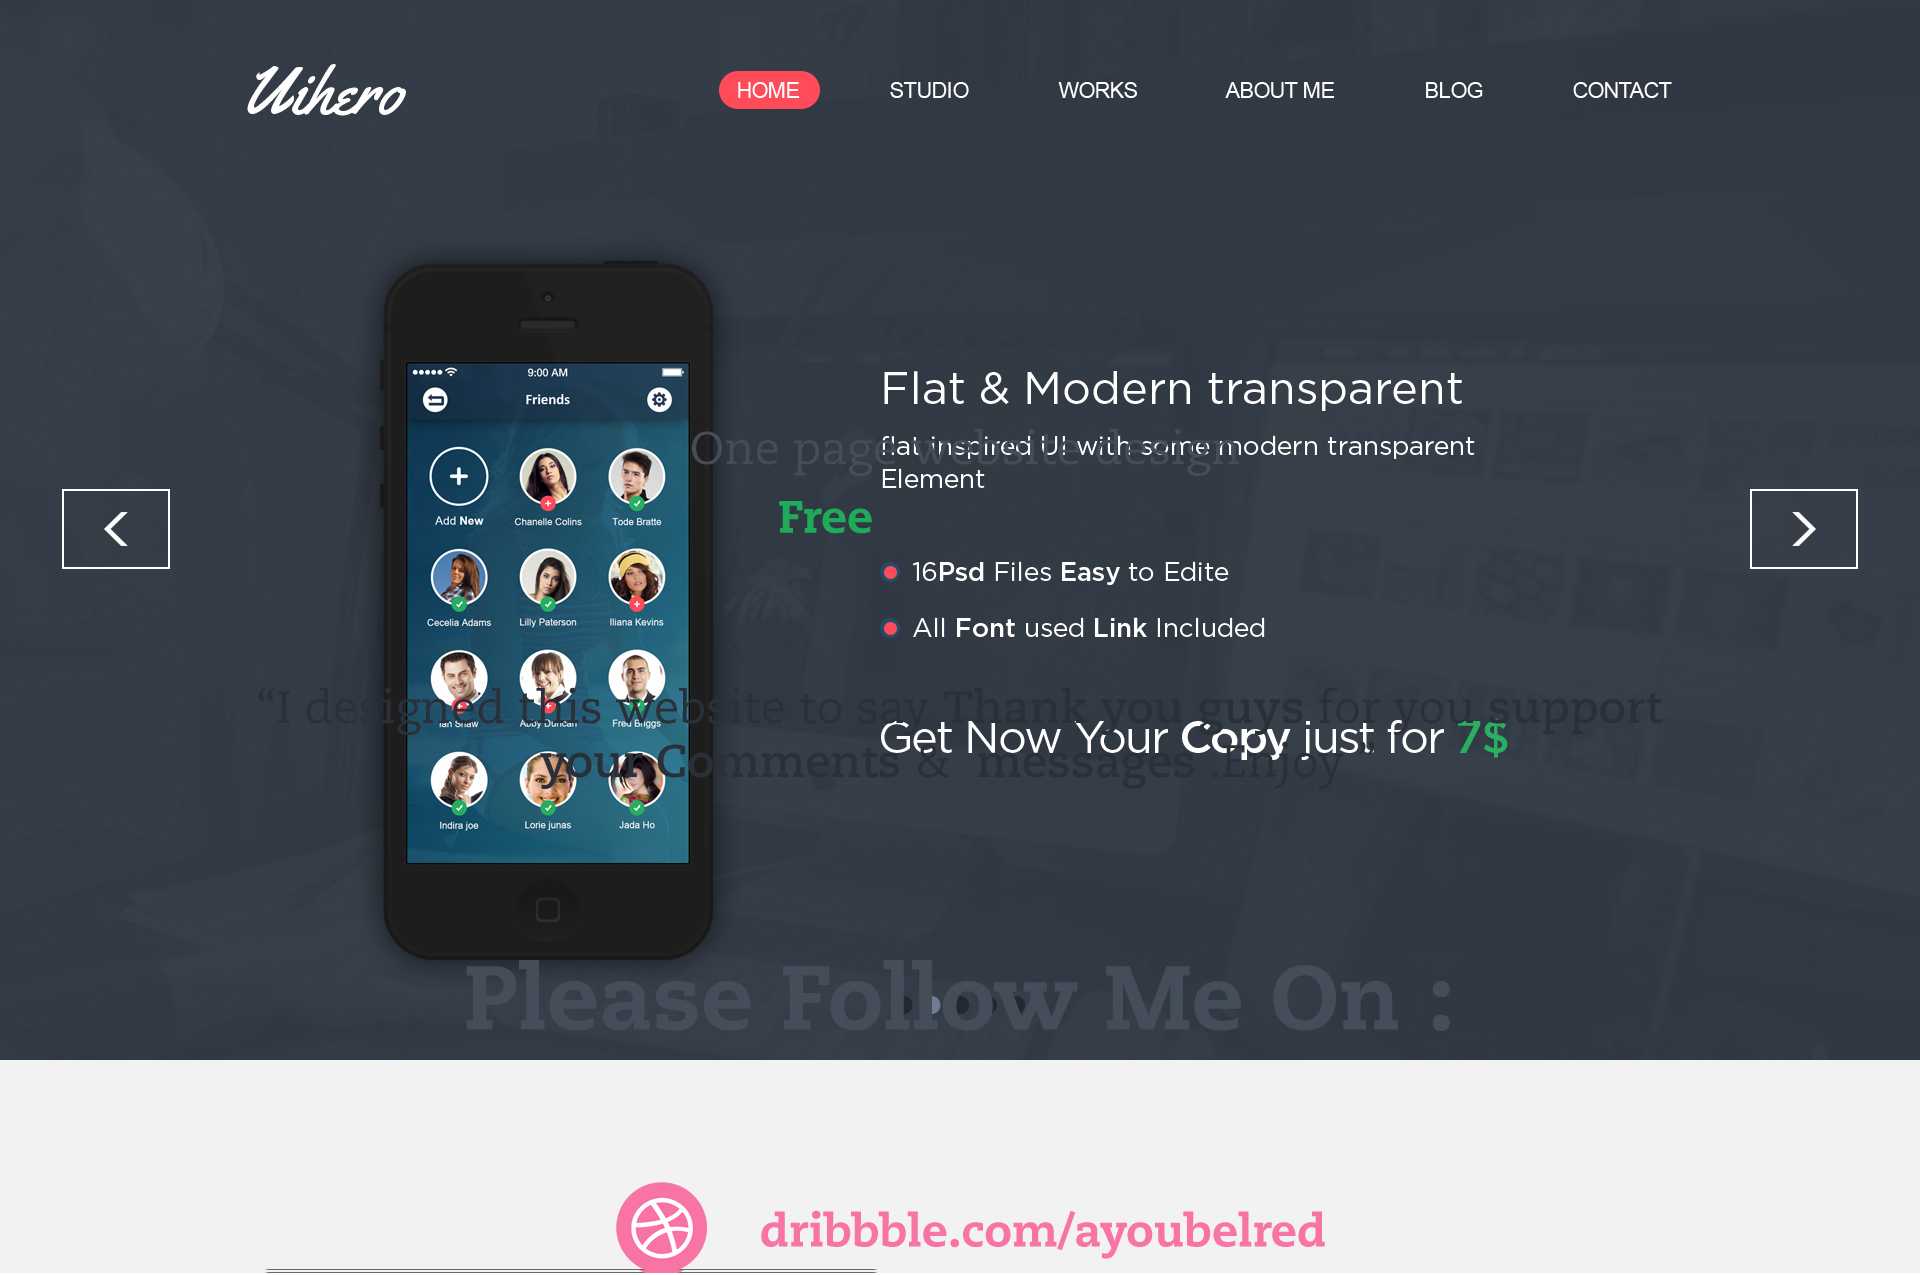 Uihero
HOME STUDIO WORKS ABOUT ME BLOG CONTACT
9:00 AM
Friends
Add New
Chanelle Colins
Tode Bratte
Cecelia Adams
Lilly Paterson
Iliana Kevins
Ian Shaw
Abby Duncan
Fred Briggs
Indira joe
Lorie junas
Jada Ho
Flat & Modern transparent
One page website design
flat inspired UI with some modern transparent
Element
Free
16Psd Files Easy to Edite
All Font used Link Included
“I designed this website to say Thank you guys for you support
your Comments & messages .Enjoy”
Get Now Your Copy just for 7$
Please Follow Me On :
dribbble.com/ayoubelred